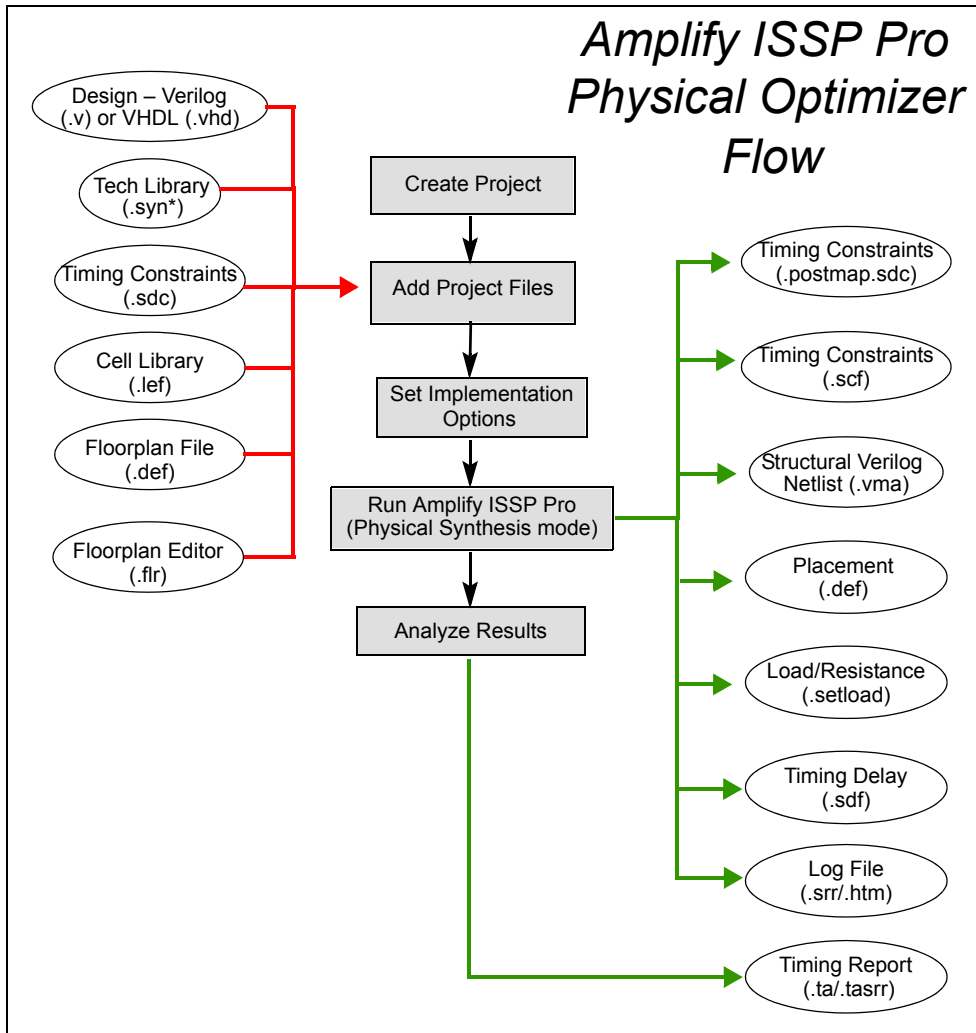 Amplify ISSP Pro
Physical Optimizer
Flow
Design – Verilog
(.v) or VHDL (.vhd)
Tech Library
(.syn*)
Timing Constraints
(.sdc)
Cell Library
(.lef)
Floorplan File
(.def)
Floorplan Editor
(.flr)
Create Project
Add Project Files
Set Implementation
Options
Run Amplify ISSP Pro
(Physical Synthesis mode)
Analyze Results
Timing Constraints
(.postmap.sdc)
Timing Constraints
(.scf)
Structural Verilog
Netlist (.vma)
Placement
(.def)
Load/Resistance
(.setload)
Timing Delay
(.sdf)
Log File
(.srr/.htm)
Timing Report
(.ta/.tasrr)